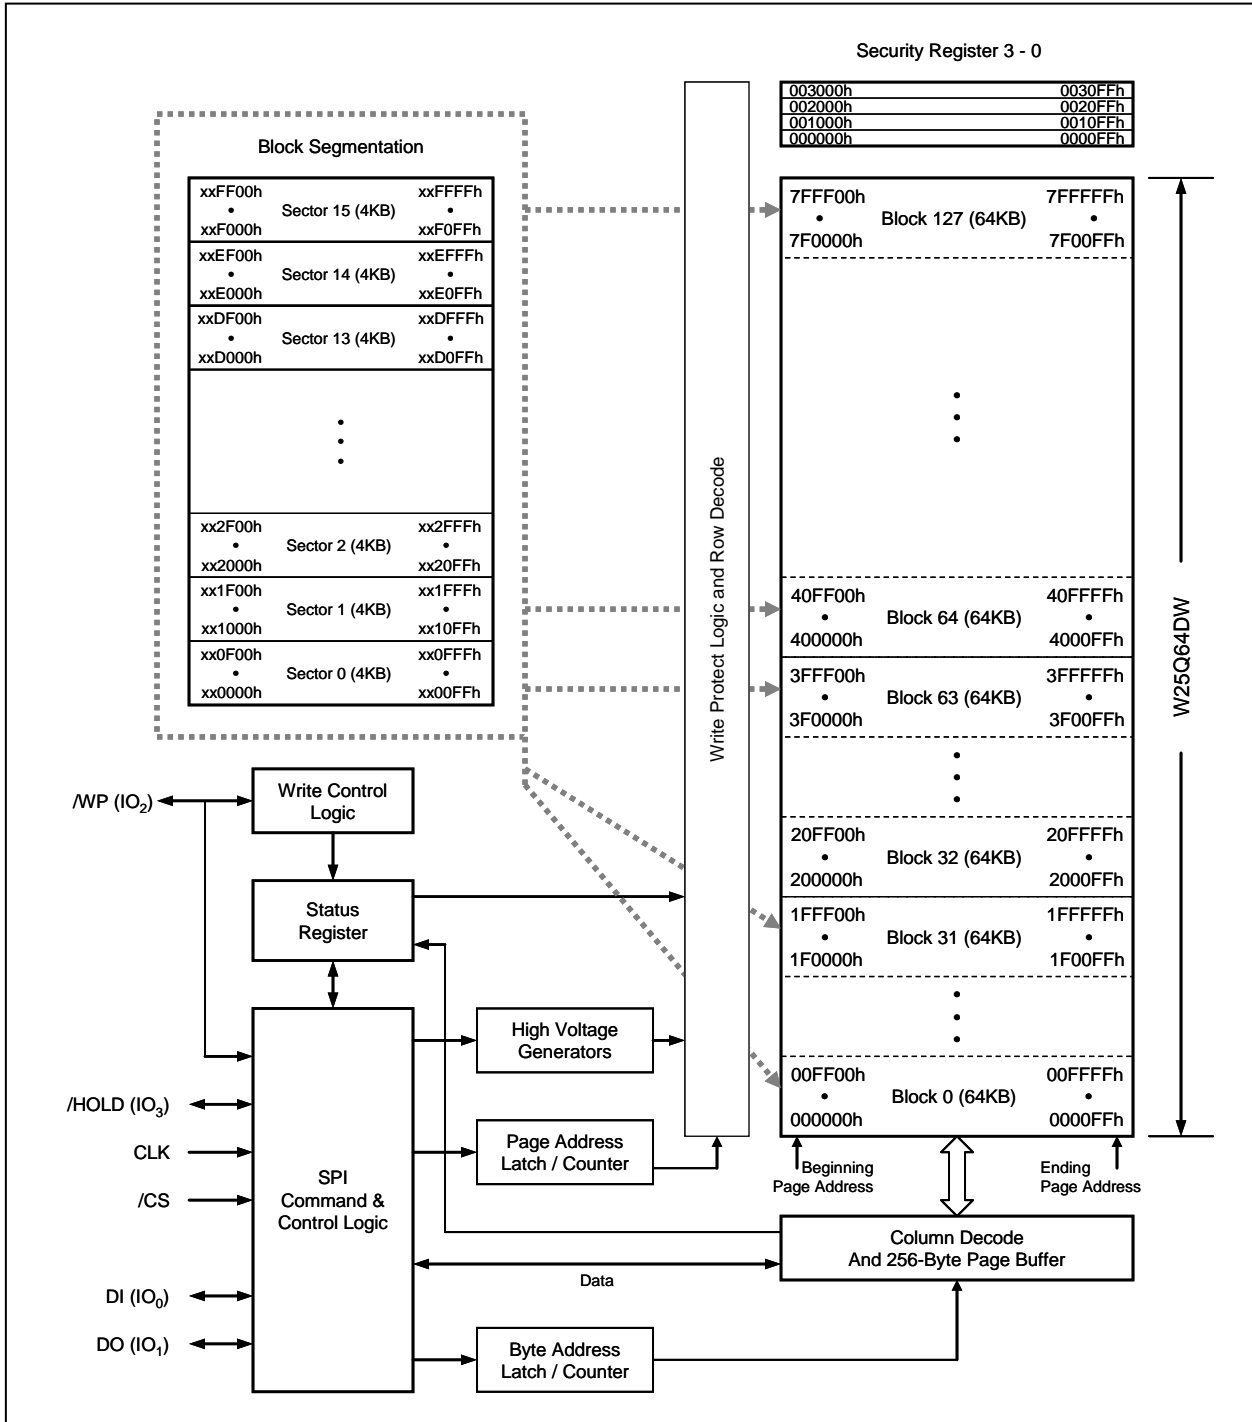 Security Register 3 - 0
003000h 0030FFh
002000h 0020FFh
001000h 0010FFh
000000h 0000FFh
Block Segmentation
xxFF00h xxFFFFh
Sector 15 (4KB)
xxF000h xxF0FFh
xxEF00h xxEFFFh
Sector 14 (4KB)
xxE000h xxE0FFh
xxDF00h xxDFFFh
Sector 13 (4KB)
xxD000h xxD0FFh
xx2F00h xx2FFFh
Sector 2 (4KB)
xx2000h xx20FFh
xx1F00h xx1FFFh
Sector 1 (4KB)
xx1000h xx10FFh
xx0F00h xx0FFFh
Sector 0 (4KB)
xx0000h xx00FFh
Write Protect Logic and Row Decode
7FFF00h 7FFFFFh
Block 127 (64KB)
7F0000h 7F00FFh
40FF00h 40FFFFh
Block 64 (64KB)
400000h 4000FFh
3FFF00h 3FFFFFh
Block 63 (64KB)
3F0000h 3F00FFh
20FF00h 20FFFFh
Block 32 (64KB)
200000h 2000FFh
1FFF00h 1FFFFFh
Block 31 (64KB)
1F0000h 1F00FFh
00FF00h 00FFFFh
Block 0 (64KB)
000000h 0000FFh
W25Q64DW
Beginning
Page Address
Ending
Page Address
/WP (IO2)
Write Control
Logic
Status
Register
High Voltage
Generators
/HOLD (IO3)
CLK
/CS
Page Address
Latch / Counter
SPI
Command &
Control Logic
Column Decode
And 256-Byte Page Buffer
Data
DI (IO0)
DO (IO1)
Byte Address
Latch / Counter